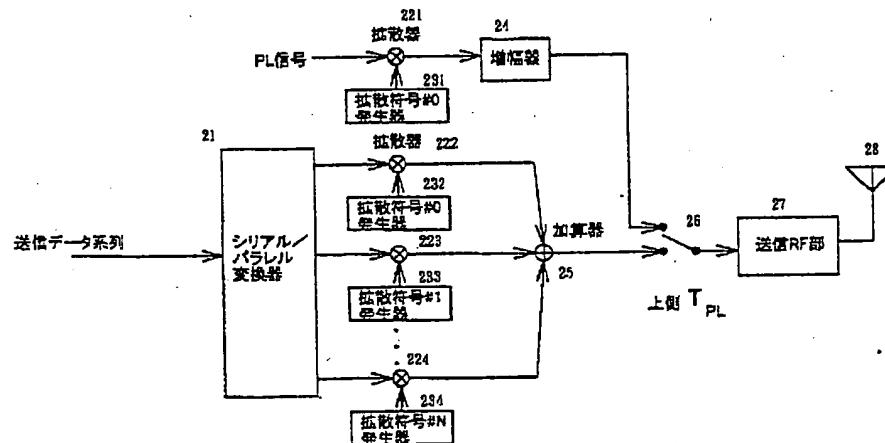 221
拡散器
24
PL信号
増幅器
231
拡散符号#0
発生器
21
拡散器
222
28
232
拡散符号#0
発生器
27
26
送信データ系列
シリアル/
パラレル
変換器
223
加算器
送信RF部
25
233
拡散符号#1
発生器
上側 TPL
224
234
拡散符号#N
発生器